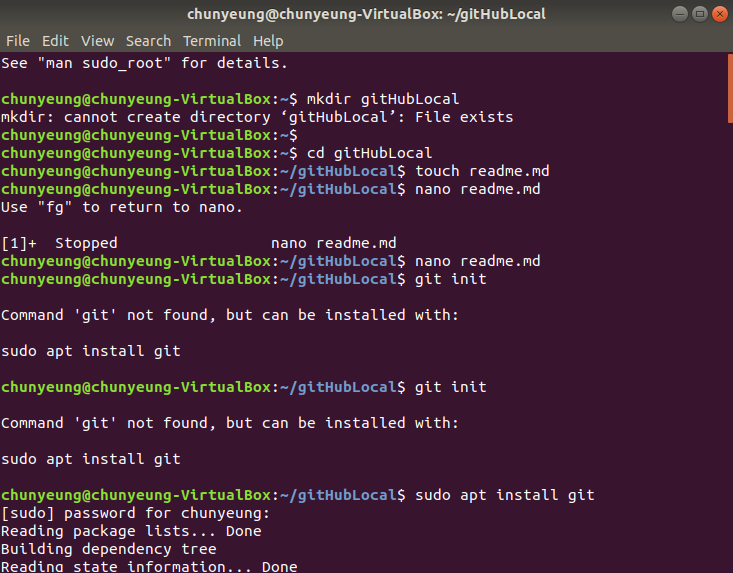 chunyeung@chunyeung-VirtualBox: ~/gitHubLocal
File Edit View Search Terminal Help
See "man sudo_root" for details.
chunyeung@chunyeung-VirtualBox:~$ mkdir gitHubLocal
mkdir: cannot create directory ‘gitHubLocal’: File exists
chunyeung@chunyeung-VirtualBox:~$
chunyeung@chunyeung-VirtualBox:~$ cd gitHubLocal
chunyeung@chunyeung-VirtualBox:~/gitHubLocal$ touch readme.md
chunyeung@chunyeung-VirtualBox:~/gitHubLocal$ nano readme.md
Use "fg" to return to nano.
[1]+  Stopped                 nano readme.md
chunyeung@chunyeung-VirtualBox:~/gitHubLocal$ nano readme.md
chunyeung@chunyeung-VirtualBox:~/gitHubLocal$ git init
Command 'git' not found, but can be installed with:
sudo apt install git
chunyeung@chunyeung-VirtualBox:~/gitHubLocal$ git init
Command 'git' not found, but can be installed with:
sudo apt install git
chunyeung@chunyeung-VirtualBox:~/gitHubLocal$ sudo apt install git
[sudo] password for chunyeung:
Reading package lists... Done
Building dependency tree
Reading state information... Done